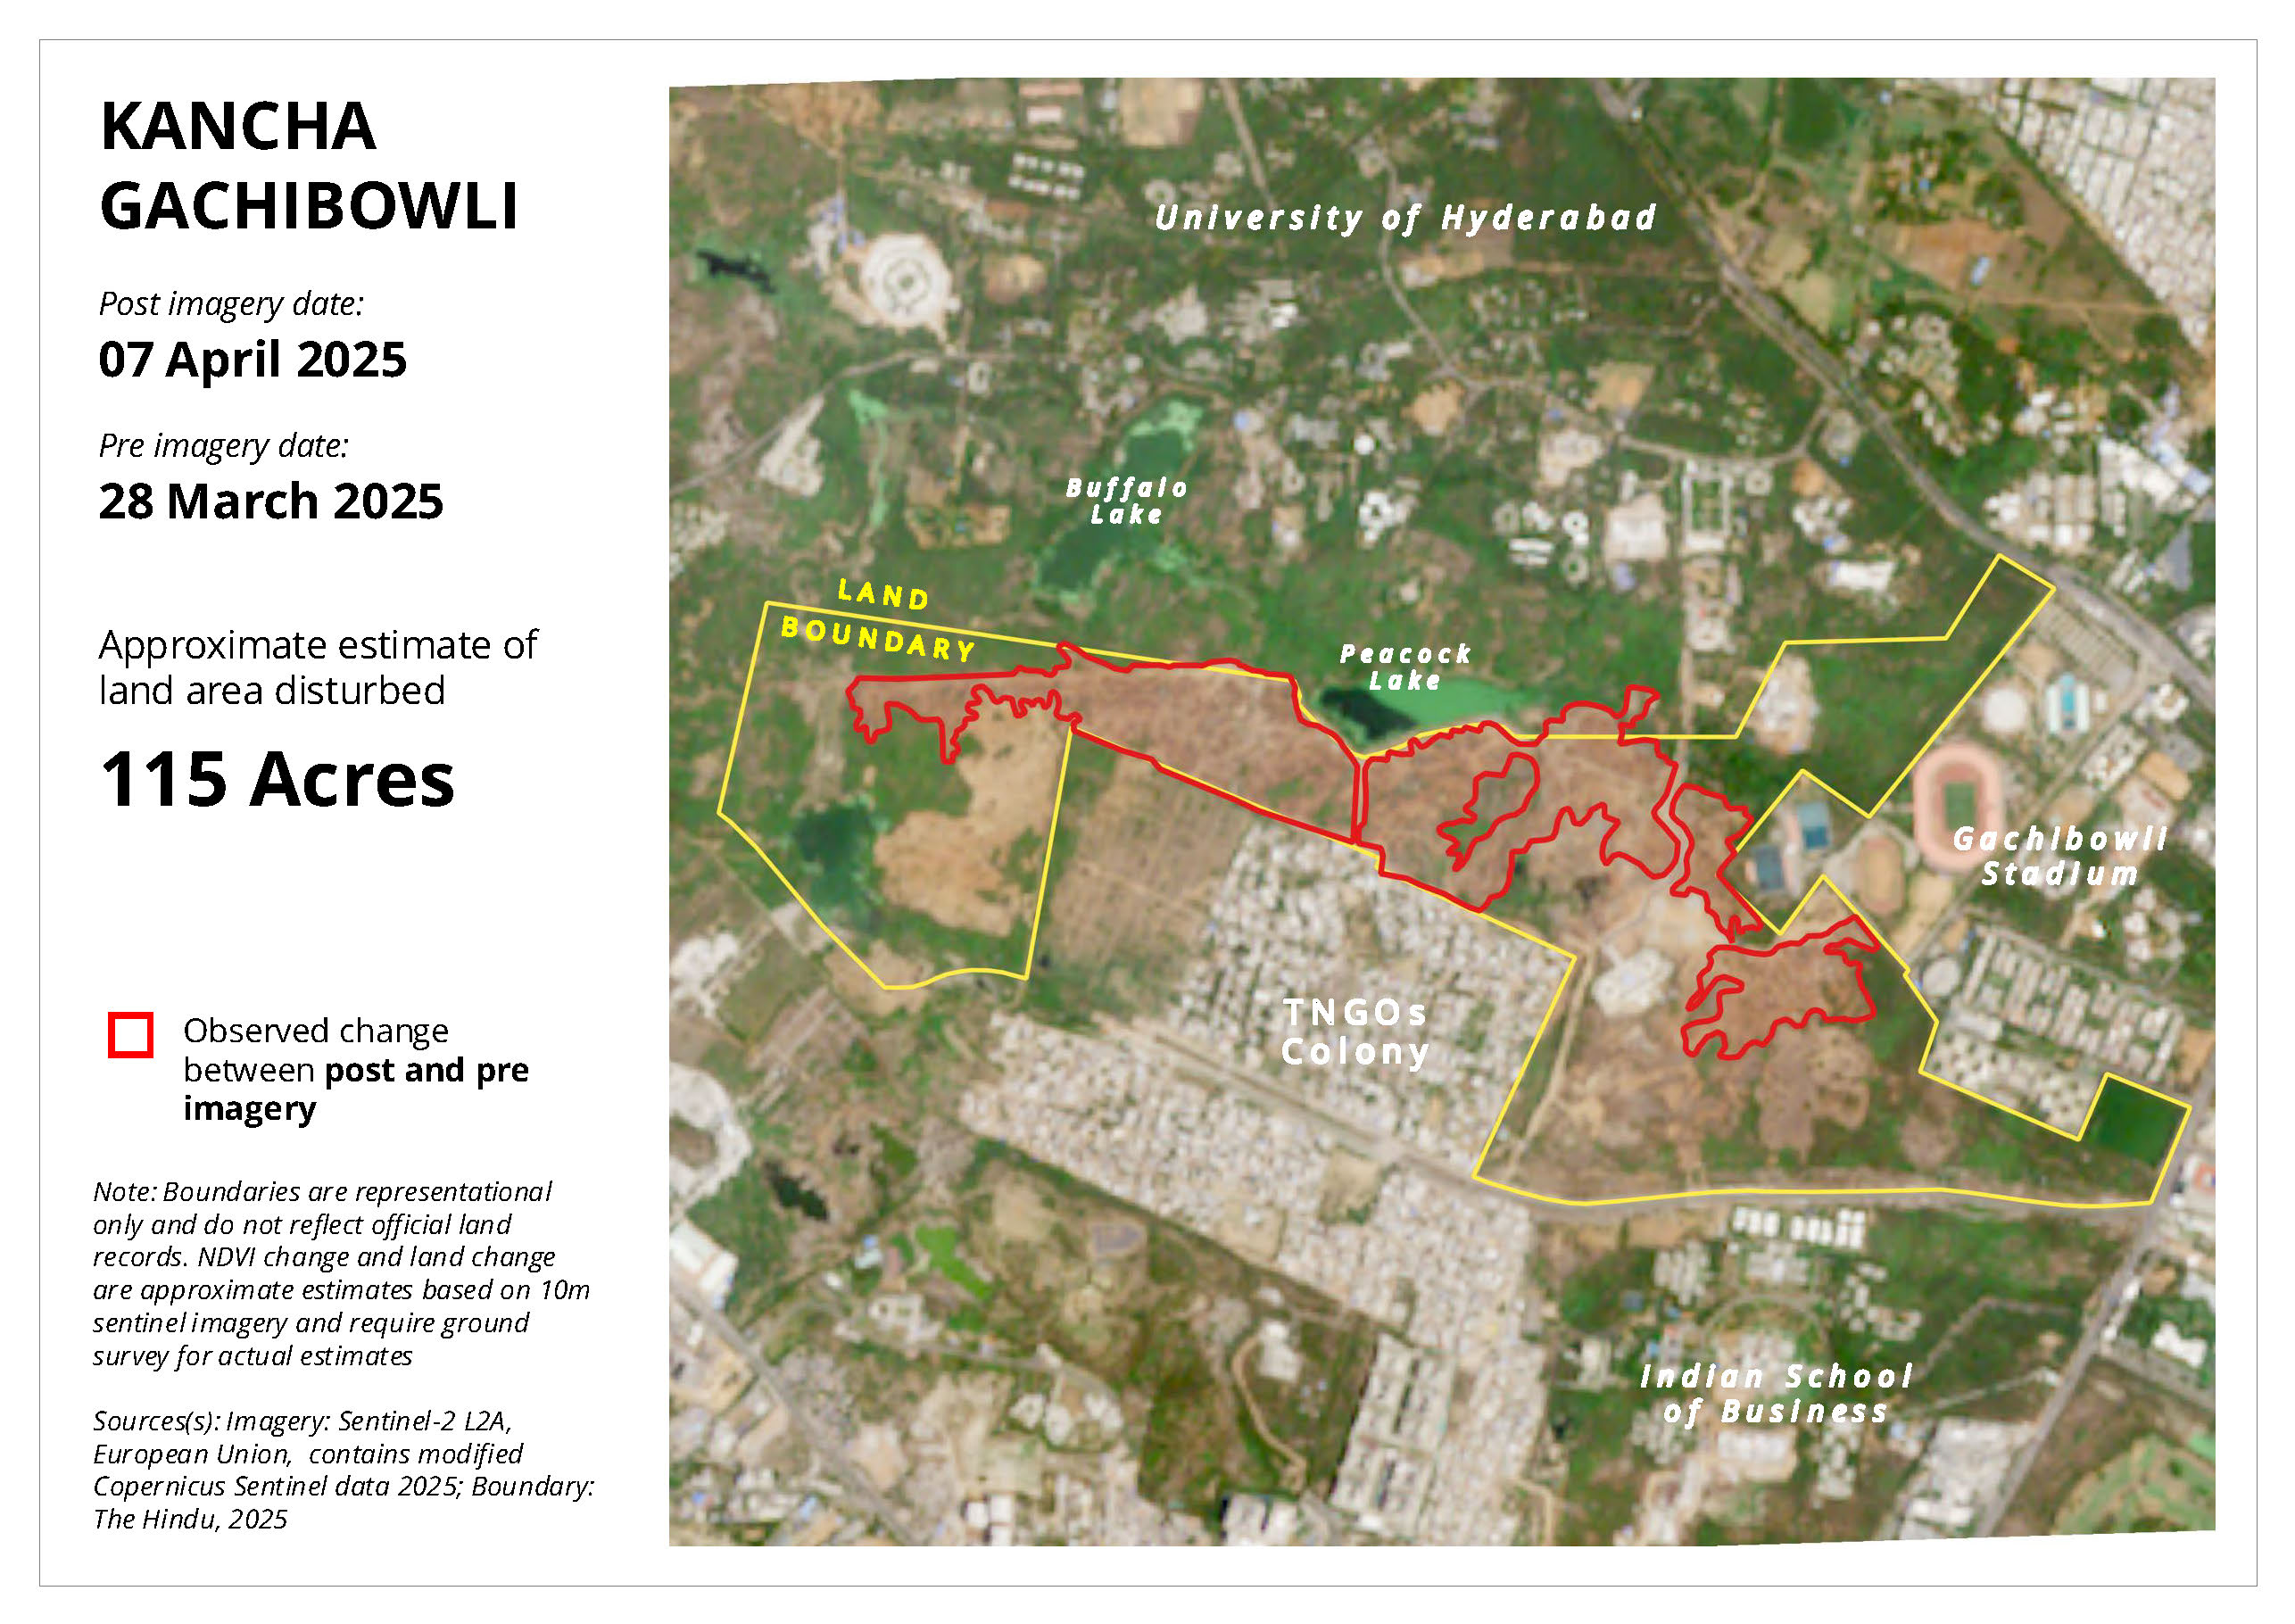 KANCHA
GACHIBOWLI
Post imagery date:
07 April 2025
Pre imagery date:
28 March 2025
Approximate estimate of
land area disturbed
115 Acres
Observed change
between post and pre
imagery
Note: Boundaries are representational
only and do not reflect official land
records. NDVI change and land change
are approximate estimates based on 10m
sentinel imagery and require ground
survey for actual estimates
Sources(s): Imagery: Sentinel-2 L2A,
European Union, contains modified
Copernicus Sentinel data 2025; Boundary:
The Hindu, 2025
University of Hyderabad
Buffalo
Lake
LAND
BOUNDARY
Peacock
Lake
Gachibowli
Stadium
TNGOs
Colony
Indian School
of Business